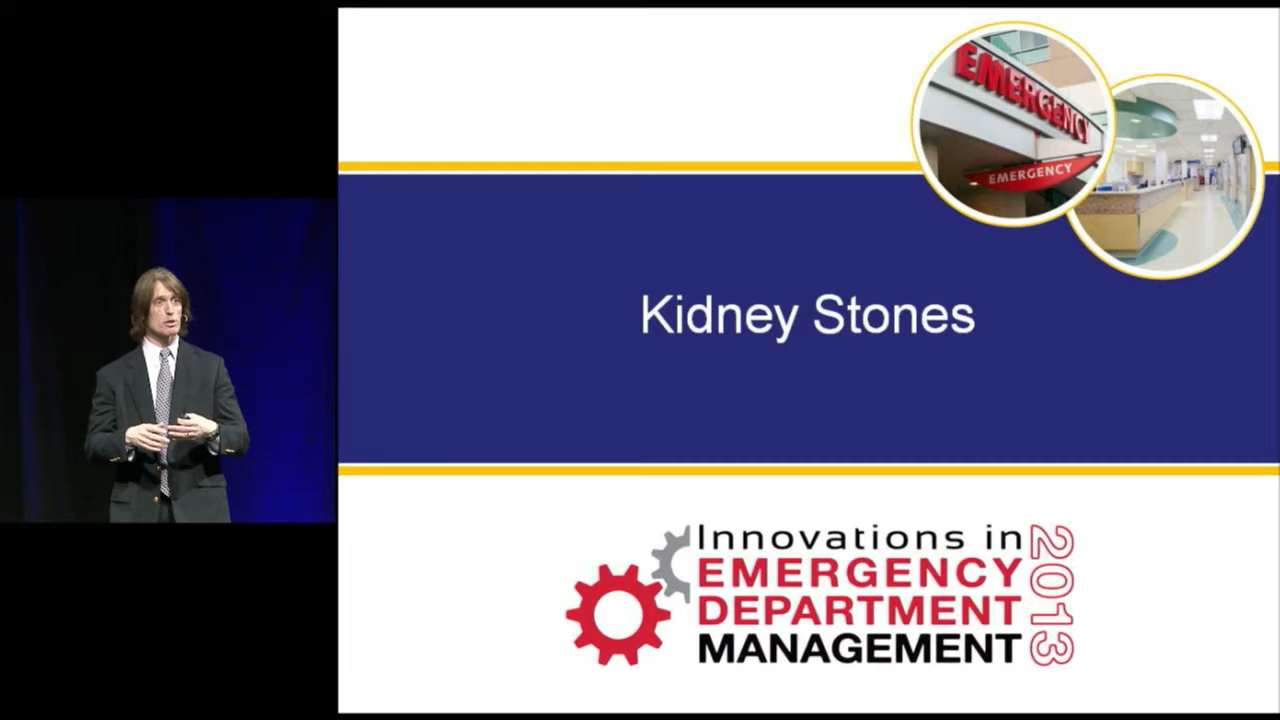 EMERGENCY
EMERGENCY
Kidney Stones
Innovations in
EMERGENCY
DEPARTMENT
MANAGEMENT
2013